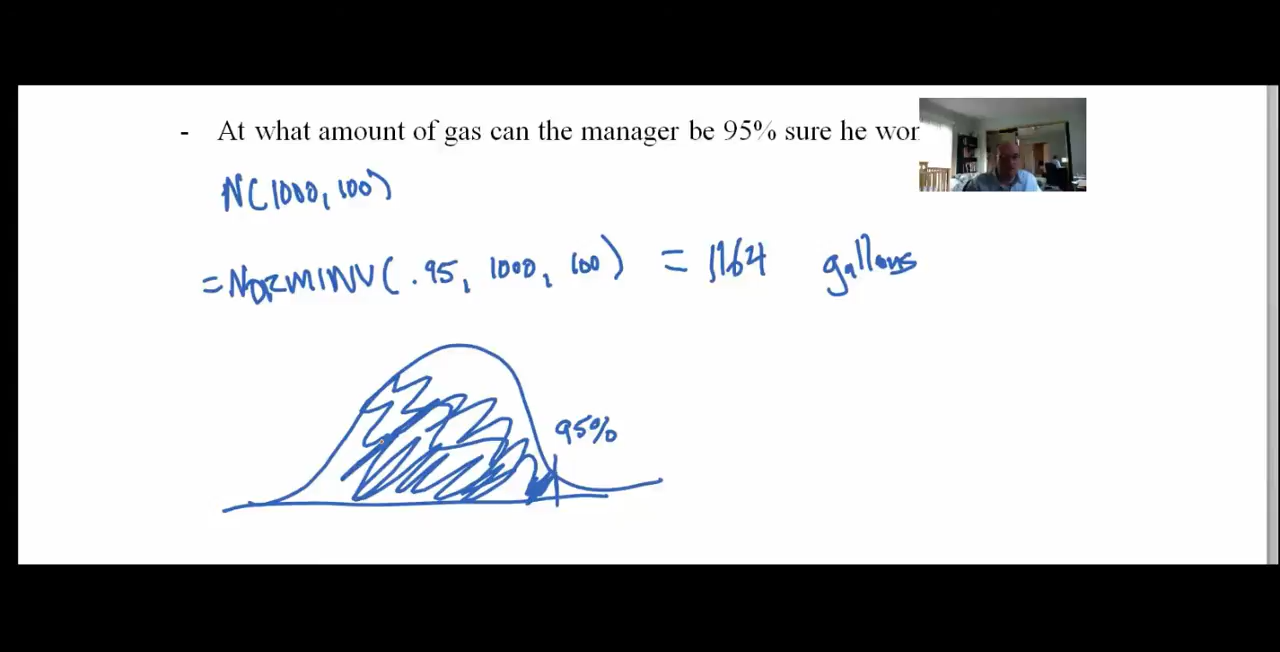 - At what amount of gas can the manager be 95% sure he wor
N(1000, 100)
=NORMINV(.95, 1000, 100) = 1164 gallons
95%